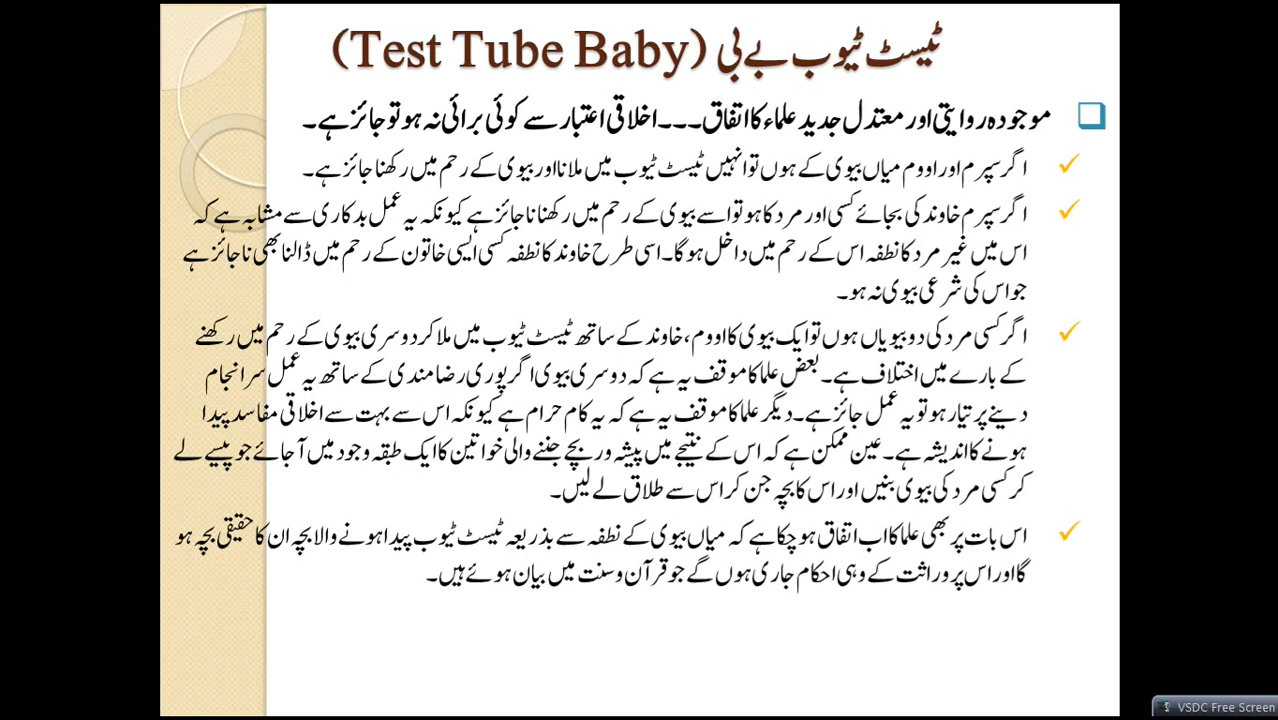 ٹیسٹ ٹیوب بے بی (Test Tube Baby)
موجودہ روایتی اور معتدل جدید علماء کا اتفاق۔۔۔اخلاقی اعتبار سے کوئی برائی نہ ہو تو جائز ہے۔
اگر سپرم اور اووم میاں بیوی کے ہوں تو انہیں ٹیسٹ ٹیوب میں ملانا اور بیوی کے رحم میں رکھنا جائز ہے۔
اگر سپرم خاوند کی بجائے کسی اور مرد کا ہو تو اسے بیوی کے رحم میں رکھنا ناجائز ہے کیونکہ یہ عمل بدکاری سے مشابہ ہے کہ
اس میں غیر مرد کا نطفہ اس کے رحم میں داخل ہو گا۔ اسی طرح خاوند کا نطفہ کسی ایسی خاتون کے رحم میں ڈالنا بھی ناجائز ہے
جو اس کی شرعی بیوی نہ ہو۔
اگر کسی مرد کی دو بیویاں ہوں تو ایک بیوی کا اووم، خاوند کے ساتھ ٹیسٹ ٹیوب میں ملا کر دوسری بیوی کے رحم میں رکھنے
کے بارے میں اختلاف ہے۔ بعض علما کا موقف یہ ہے کہ دوسری بیوی اگر پوری رضامندی کے ساتھ یہ عمل سرانجام
دینے پر تیار ہو تو یہ عمل جائز ہے۔ دیگر علما کا موقف یہ ہے کہ یہ کام حرام ہے کیونکہ اس سے بہت سے اخلاقی مفاسد پیدا
ہونے کا اندیشہ ہے۔ عین ممکن ہے کہ اس کے نتیجے میں پیشہ ور بچے جننے والی خواتین کا ایک طبقہ وجود میں آ جائے جو پیسے لے
کر کسی مرد کی بیوی بنیں اور اس کا بچہ جن کر اس سے طلاق لے لیں۔
اس بات پر بھی علما کا اب اتفاق ہو چکا ہے کہ میاں بیوی کے نطفہ سے بذریعہ ٹیسٹ ٹیوب پیدا ہونے والا بچہ ان کا حقیقی بچہ ہو
گا اور اس پر وراثت کے وہی احکام جاری ہوں گے جو قرآن و سنت میں بیان ہوئے ہیں۔
VSDC Free Screen